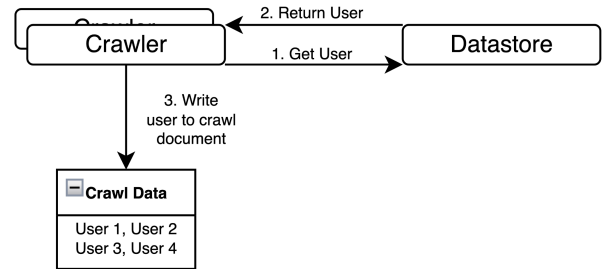 2. Return User
Crawler
Crawler
1. Get User
Datastore
3. Write
user to crawl
document
Crawl Data
User 1, User 2
User 3, User 4